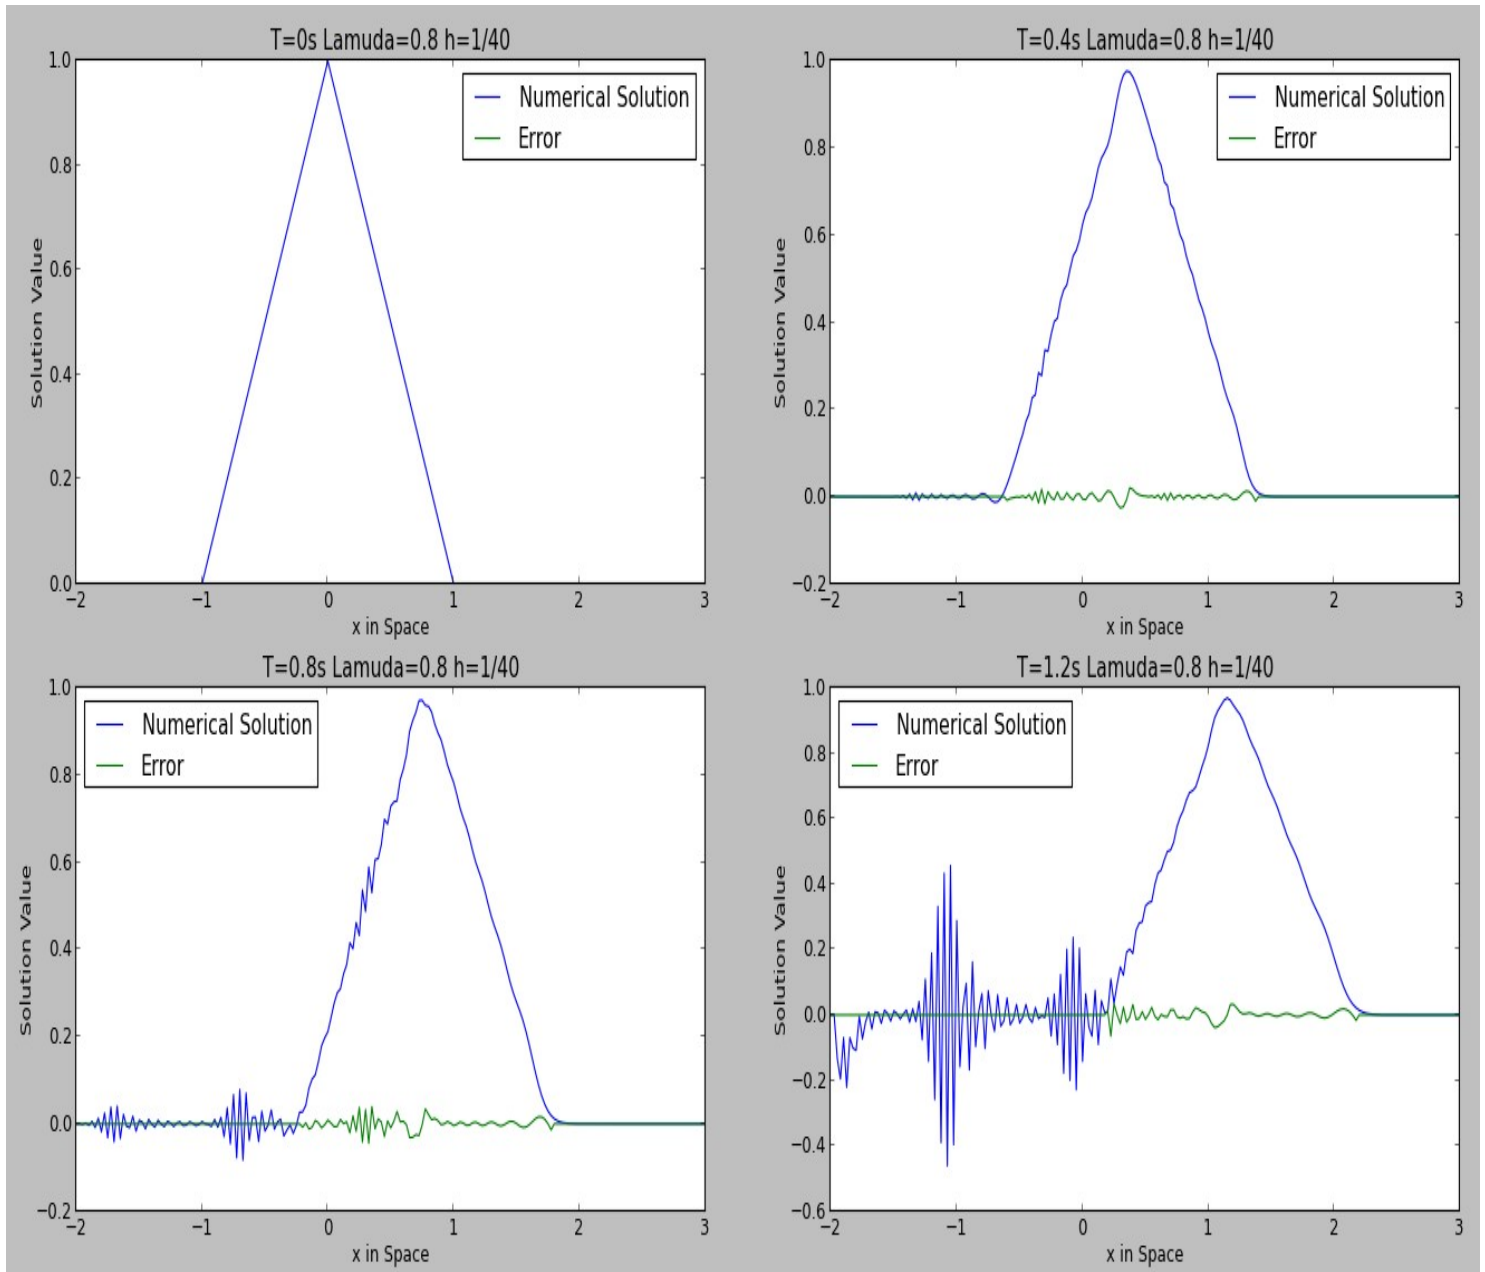 T=0s Lamuda=0.8 h=1/40
1.0
0.8
0.6
0.4
0.2
0.0
Solution Value
Numerical Solution
Error
−2
−1
0
1
2
3
x in Space
T=0.4s Lamuda=0.8 h=1/40
1.0
0.8
0.6
0.4
0.2
0.0
−0.2
Solution Value
Numerical Solution
Error
−2
−1
0
1
2
3
x in Space
T=0.8s Lamuda=0.8 h=1/40
1.0
0.8
0.6
0.4
0.2
0.0
−0.2
Solution Value
Numerical Solution
Error
−2
−1
0
1
2
3
x in Space
T=1.2s Lamuda=0.8 h=1/40
1.0
0.8
0.6
0.4
0.2
0.0
−0.2
−0.4
−0.6
Solution Value
Numerical Solution
Error
−2
−1
0
1
2
3
x in Space